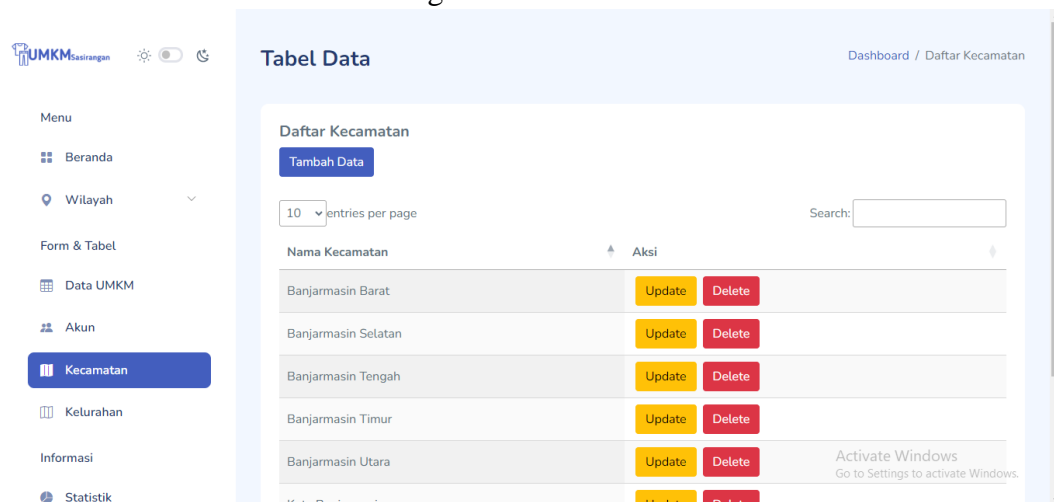 UMKMSasirangan
Menu
Beranda
Wilayah
Form & Tabel
Data UMKM
Akun
Kecamatan
Kelurahan
Informasi
Statistik
Tabel Data
Dashboard / Daftar Kecamatan
Daftar Kecamatan
Tambah Data
10 entries per page
Search:
Nama Kecamatan Aksi
Banjarmasin Barat Update Delete
Banjarmasin Selatan Update Delete
Banjarmasin Tengah Update Delete
Banjarmasin Timur Update Delete
Banjarmasin Utara Update Delete
Activate Windows
Go to Settings to activate Windows.